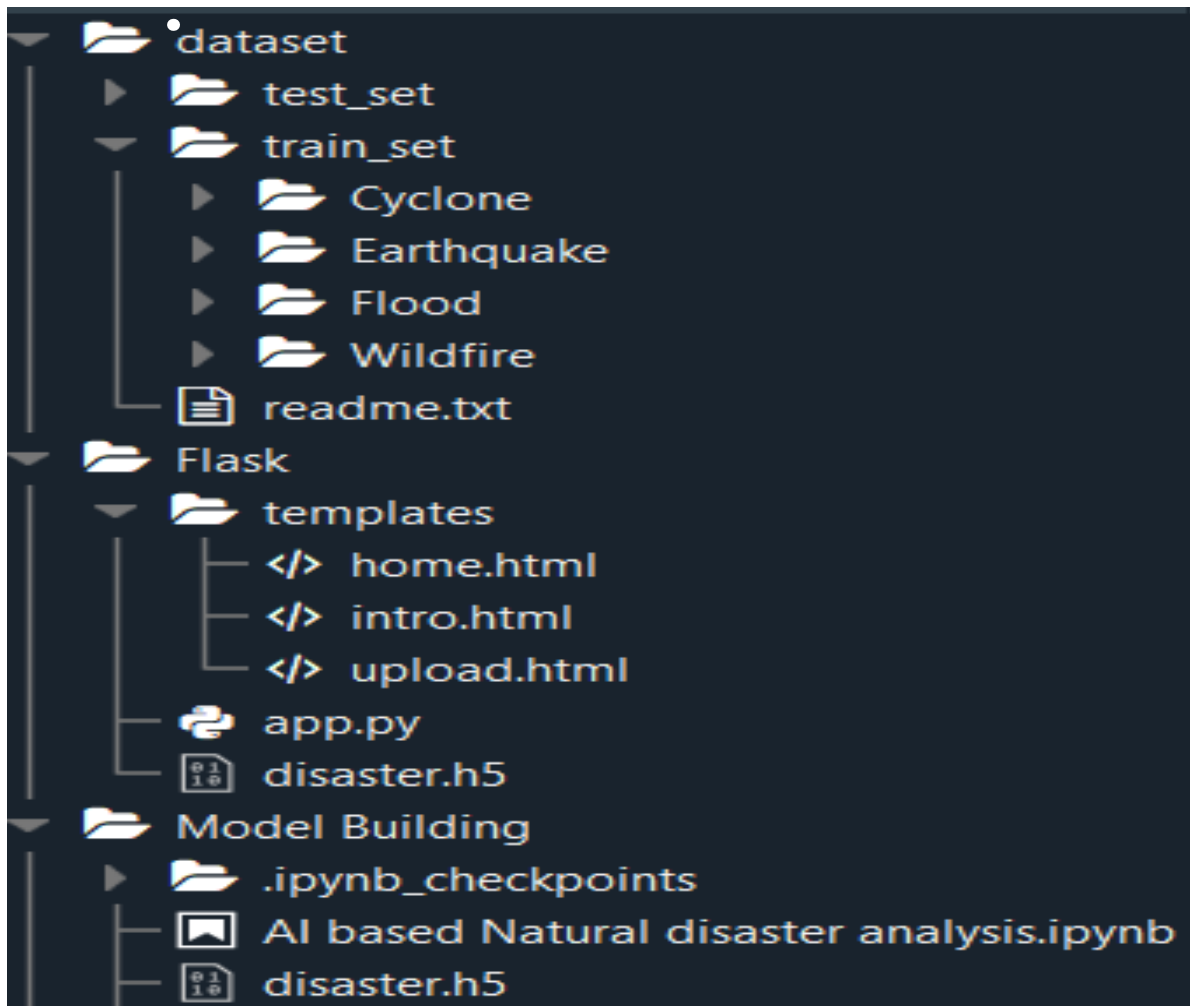 dataset
test_set
train_set
Cyclone
Earthquake
Flood
Wildfire
readme.txt
Flask
templates
</> home.html
</> intro.html
</> upload.html
app.py
disaster.h5
Model Building
.ipynb_checkpoints
AI based Natural disaster analysis.ipynb
disaster.h5